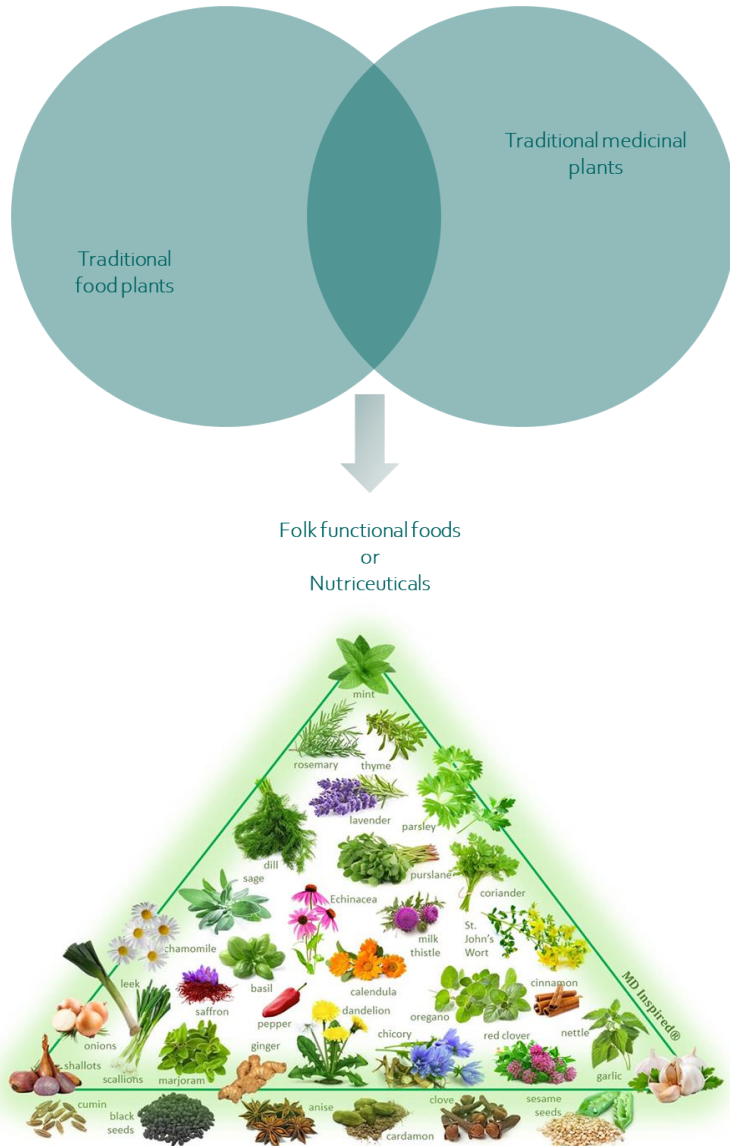 Traditional medicinal
plants
Traditional
food plants
Folk functional foods
or
Nutriceuticals
mint
rosemary
thyme
lavender
parsley
dill
purslane
sage
coriander
Echinacea
chamomile
milk
thistle
St.
John's
Wort
leek
basil
saffron
calendula
cinnamon
pepper
dandelion
oregano
MD Inspired®
onions
ginger
chicory
red clover
nettle
shallots
scallions
marjoram
garlic
cumin
black
seeds
anise
cardamon
clove
sesame
seeds